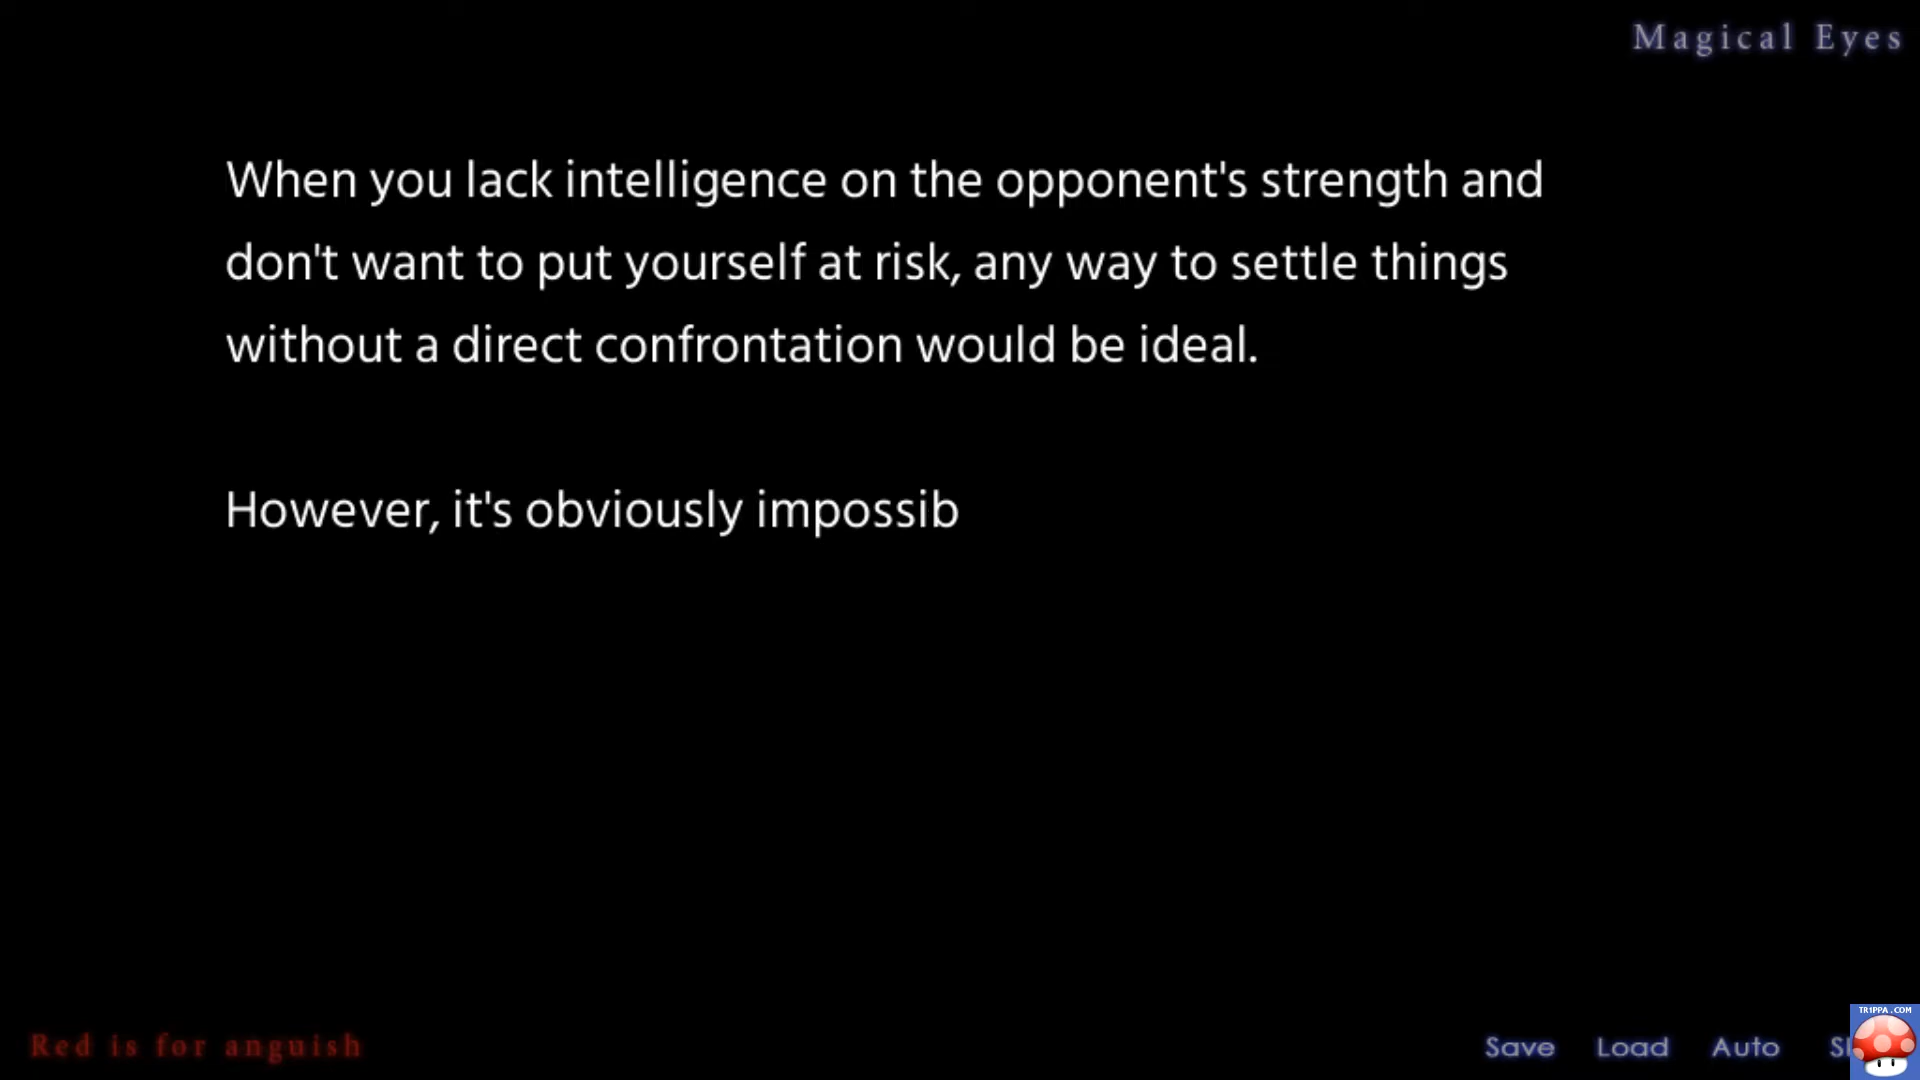 Magical Eyes
When you lack intelligence on the opponent's strength and
don't want to put yourself at risk, any way to settle things
without a direct confrontation would be ideal.
However, it's obviously impossib
Red is for anguish
Save Load Auto
TR1PPA.COM